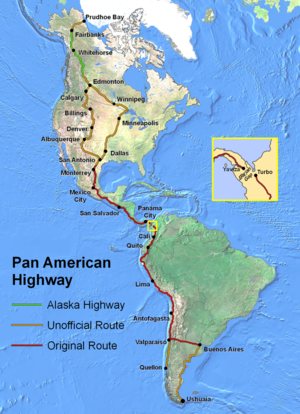 Prudhoe Bay
Fairbanks
Whitehorse
Edmonton
Calgary
Winnipeg
Billings
Minneapolis
Denver
Albuquerque
Dallas
San Antonio
Monterrey
Mexico
City
San Salvador
Panama
City
Cali
Quito
Yaviza
Turbo
Darien
Gap
Lima
Pan American
Highway
Alaska Highway
Unofficial Route
Original Route
Antofagasta
Valparaiso
Buenos Aires
Quellon
Ushuaia